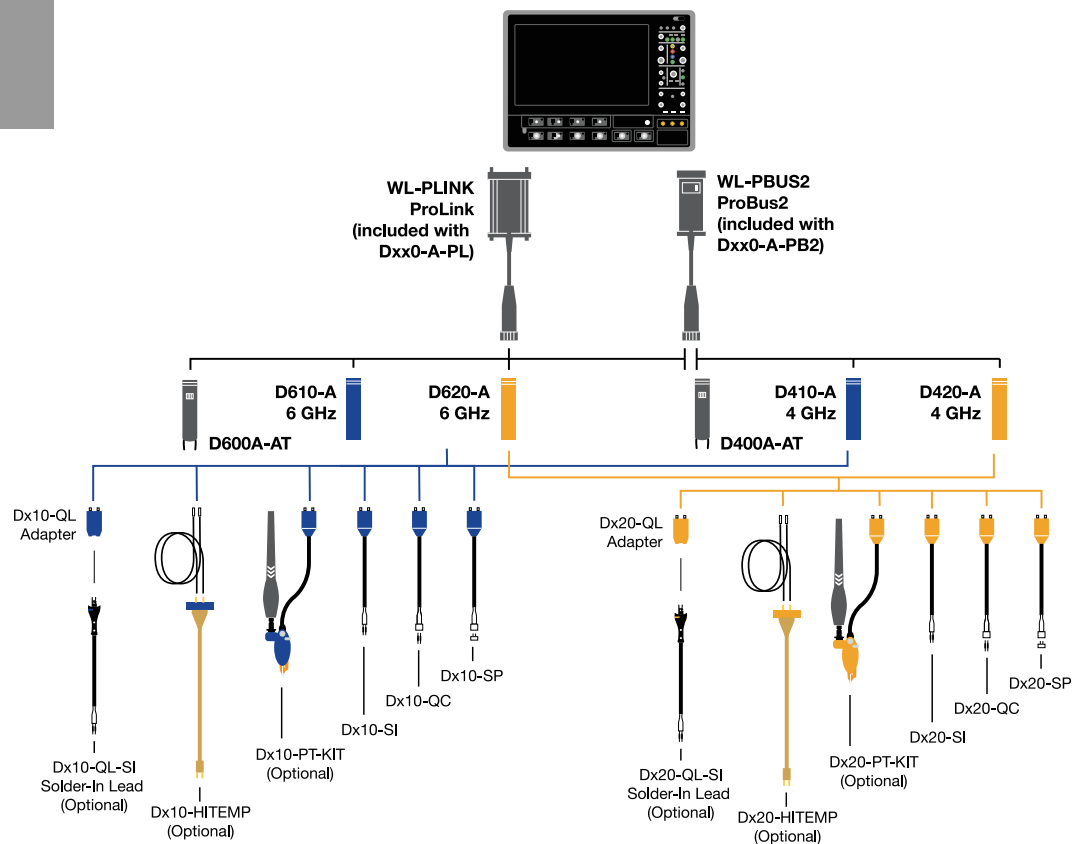 WL-PLINK
ProLink
(included with
Dxx0-A-PL)
WL-PBUS2
ProBus2
(included with
Dxx0-A-PB2)
D600A-AT
D610-A
6 GHz
D620-A
6 GHz
D400A-AT
D410-A
4 GHz
D420-A
4 GHz
Dx10-QL
Adapter
Dx10-QL-SI
Solder-In Lead
(Optional)
Dx10-HITEMP
(Optional)
Dx10-PT-KIT
(Optional)
Dx10-SI
Dx10-QC
Dx10-SP
Dx20-QL
Adapter
Dx20-QL-SI
Solder-In Lead
(Optional)
Dx20-HITEMP
(Optional)
Dx20-PT-KIT
(Optional)
Dx20-SI
Dx20-QC
Dx20-SP